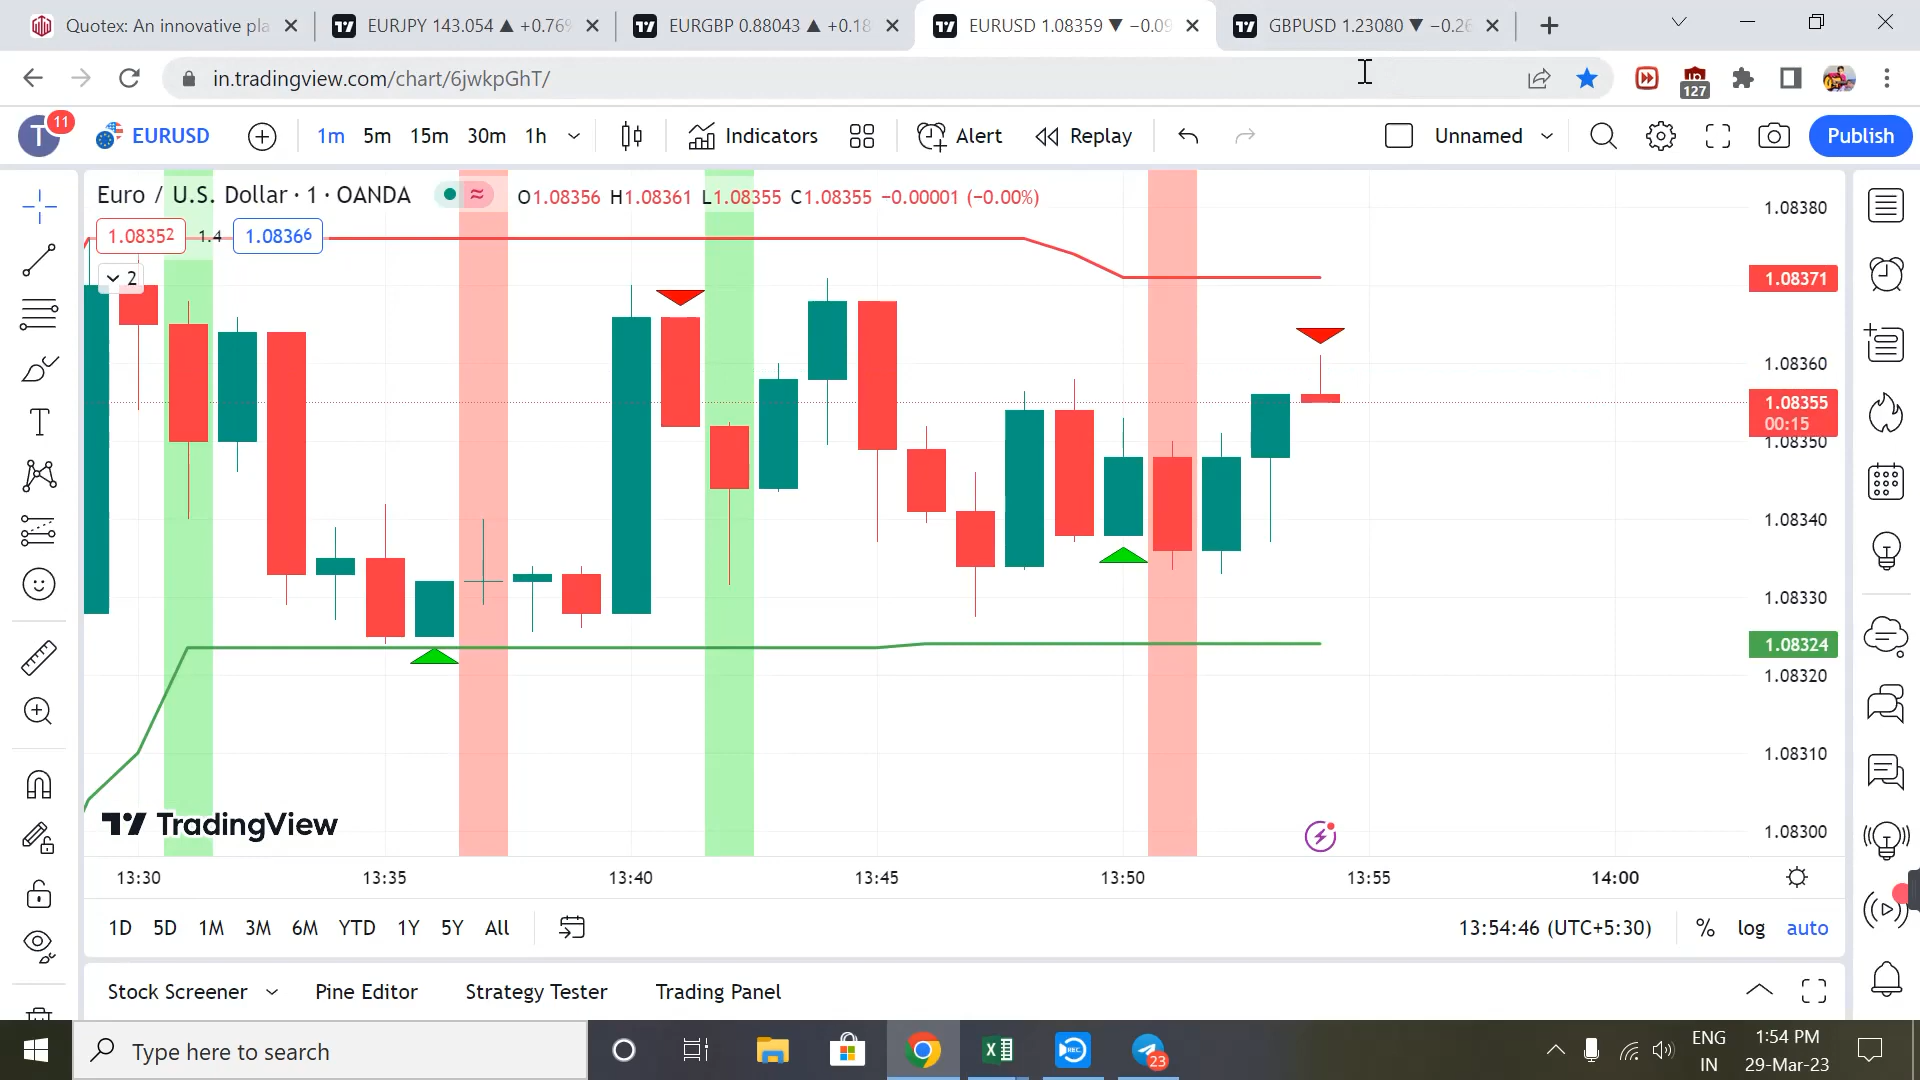 Quotex: An innovative pla
EURJPY 143.054 ▲ +0.76%
EURGBP 0.88043 ▲ +0.18
EURUSD 1.08359 ▼ −0.09
GBPUSD 1.23080 ▼ −0.26
in.tradingview.com/chart/6jwkpGhT/
127
T
11
EURUSD
1m 5m 15m 30m 1h
Indicators
Alert
Replay
Unnamed
Publish
Euro / U.S. Dollar · 1 · OANDA
O1.08356 H1.08361 L1.08355 C1.08355 −0.00001 (−0.00%)
1.08352 1.4 1.08366
2
1.08380
1.08371
1.08360
1.08355
00:15
1.08350
1.08340
1.08330
1.08324
1.08320
1.08310
1.08300
TradingView
13:30 13:35 13:40 13:45 13:50 13:55 14:00
1D 5D 1M 3M 6M YTD 1Y 5Y All
13:54:46 (UTC+5:30) % log auto
Stock Screener Pine Editor Strategy Tester Trading Panel
Type here to search
REC
23
ENG
IN
1:54 PM
29-Mar-23